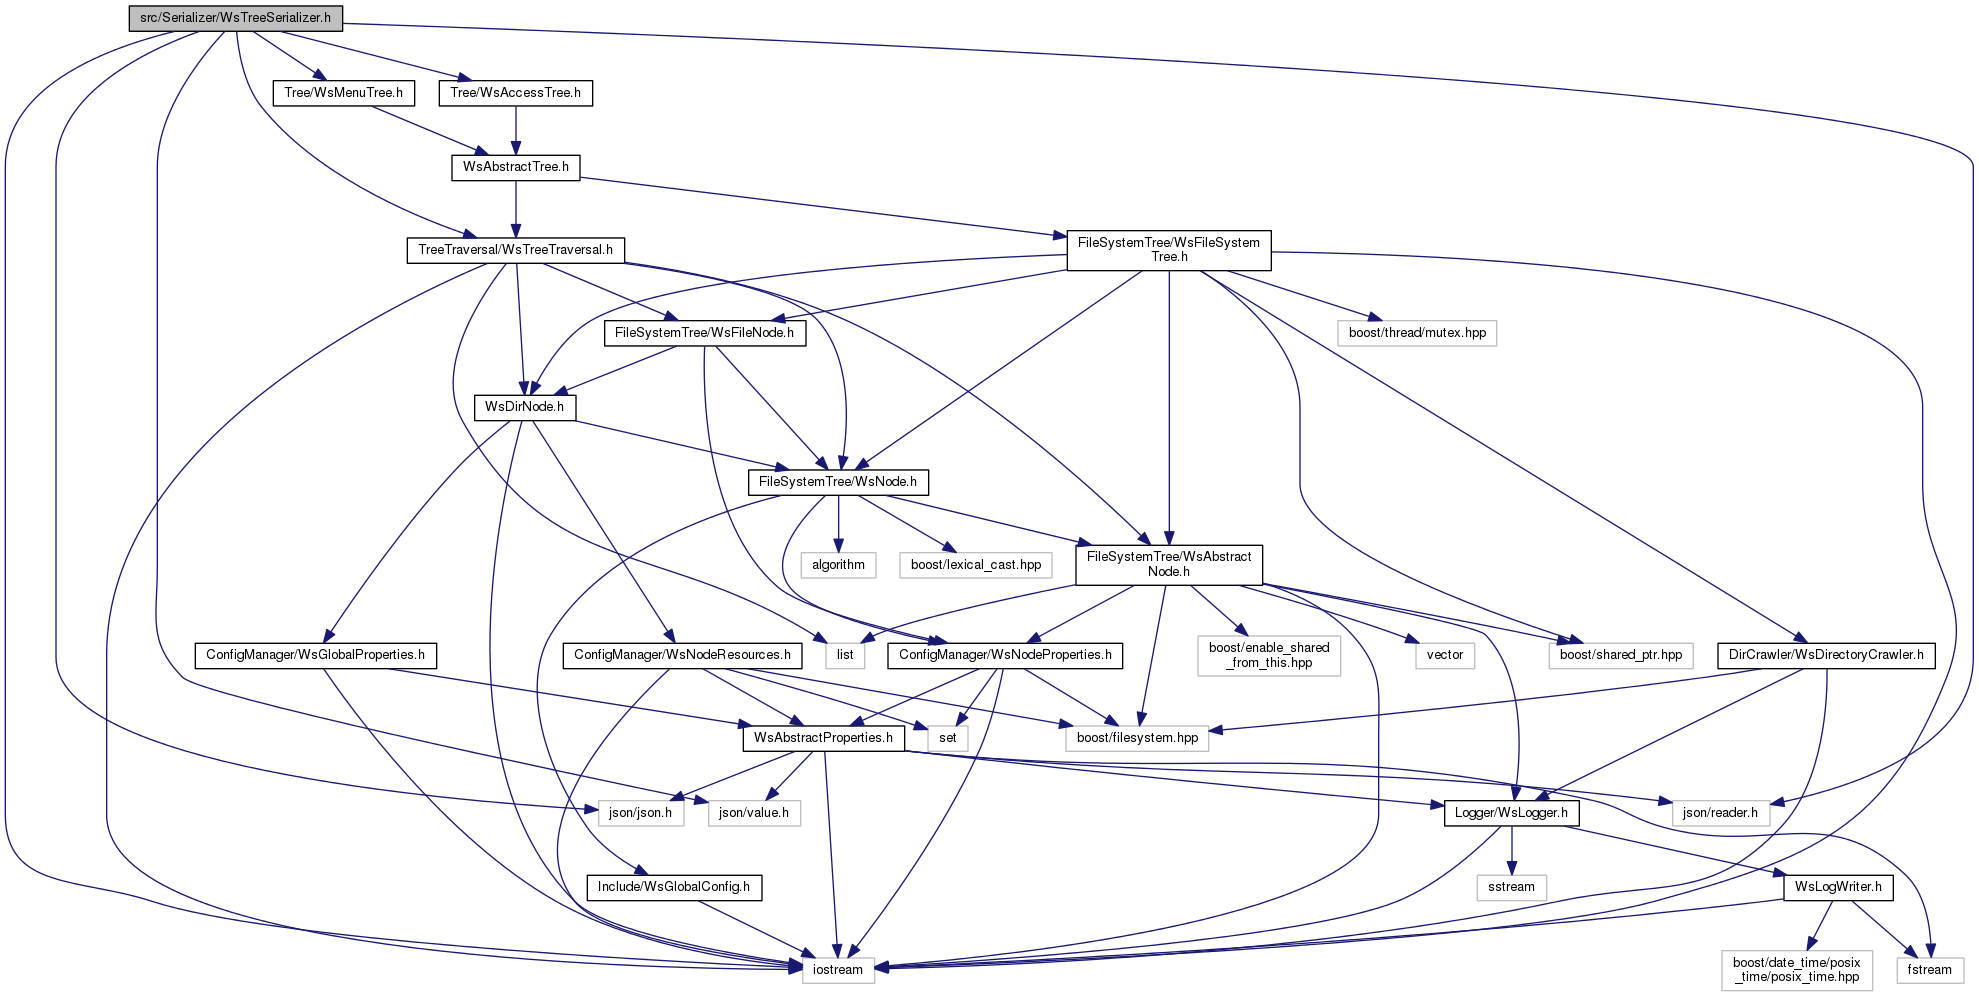 src/Serializer/WsTreeSerializer.h
Tree/WsMenuTree.h
Tree/WsAccessTree.h
WsAbstractTree.h
TreeTraversal/WsTreeTraversal.h
FileSystemTree/WsFileSystem
Tree.h
FileSystemTree/WsFileNode.h
boost/thread/mutex.hpp
WsDirNode.h
FileSystemTree/WsNode.h
algorithm
boost/lexical_cast.hpp
FileSystemTree/WsAbstract
Node.h
ConfigManager/WsGlobalProperties.h
ConfigManager/WsNodeResources.h
list
ConfigManager/WsNodeProperties.h
boost/enable_shared
_from_this.hpp
vector
boost/shared_ptr.hpp
DirCrawler/WsDirectoryCrawler.h
WsAbstractProperties.h
set
boost/filesystem.hpp
json/json.h
json/value.h
Logger/WsLogger.h
json/reader.h
Include/WsGlobalConfig.h
sstream
WsLogWriter.h
iostream
boost/date_time/posix
_time/posix_time.hpp
fstream